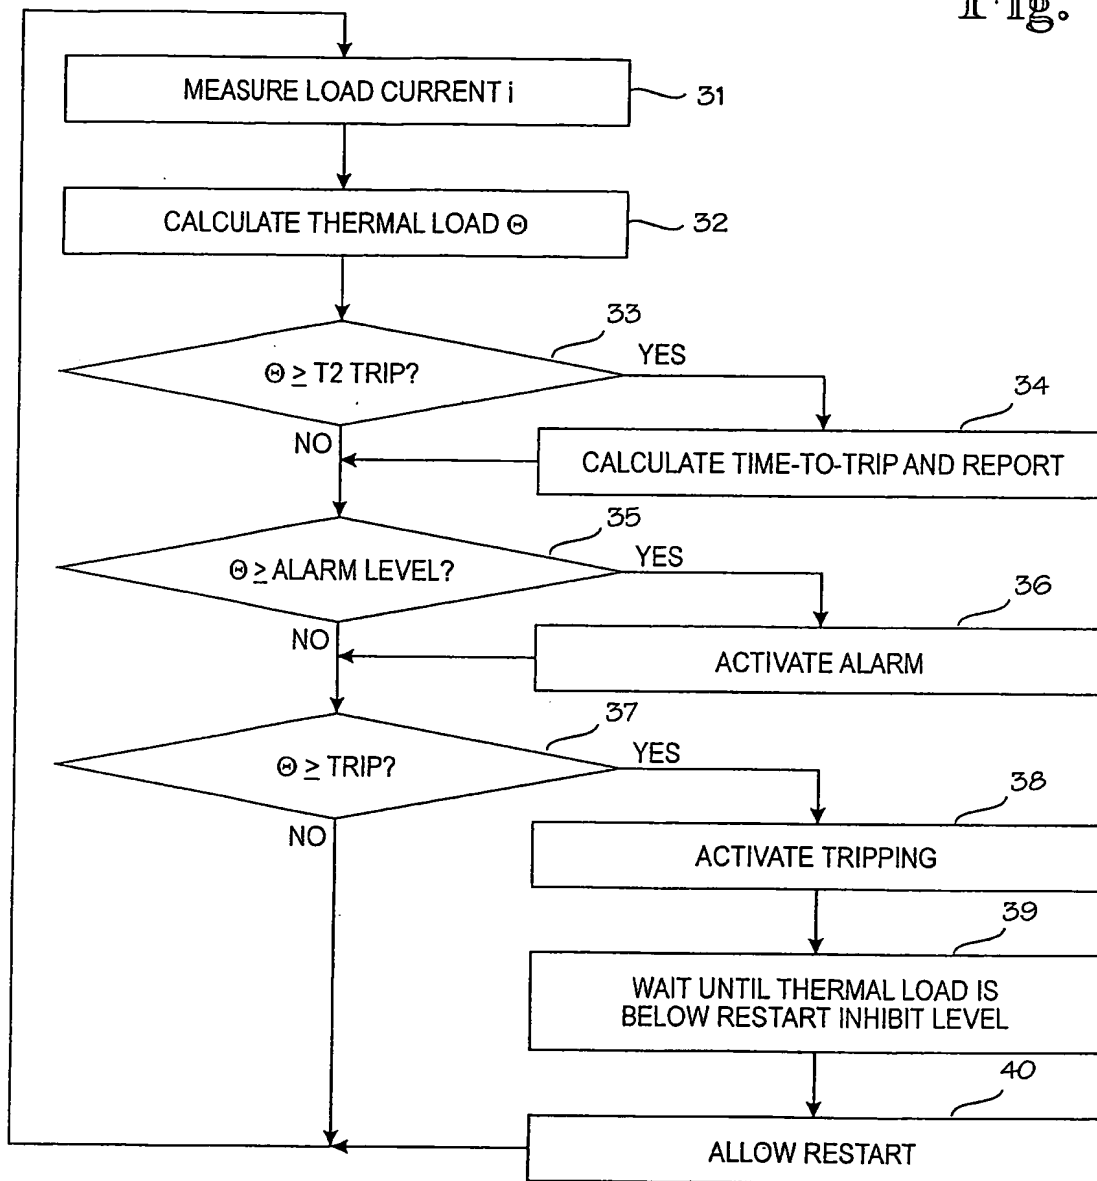 Fig.
MEASURE LOAD CURRENT i
31
CALCULATE THERMAL LOAD Θ
32
33
Θ ≥ T2 TRIP?
YES
NO
34
CALCULATE TIME-TO-TRIP AND REPORT
35
Θ ≥ ALARM LEVEL?
YES
NO
36
ACTIVATE ALARM
37
Θ ≥ TRIP?
YES
NO
38
ACTIVATE TRIPPING
39
WAIT UNTIL THERMAL LOAD IS
BELOW RESTART INHIBIT LEVEL
40
ALLOW RESTART